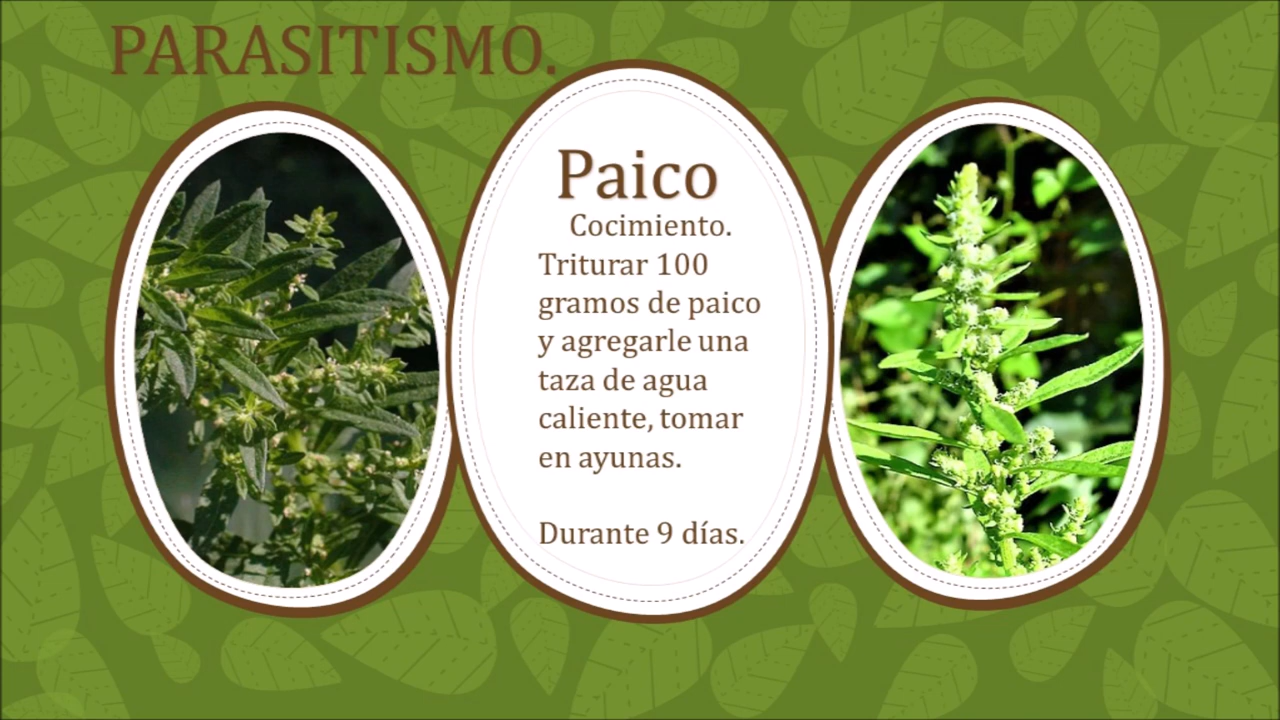 PARASITISMO.
Paico
Cocimiento.
Triturar 100
gramos de paico
y agregarle una
taza de agua
caliente, tomar
en ayunas.
Durante 9 días.